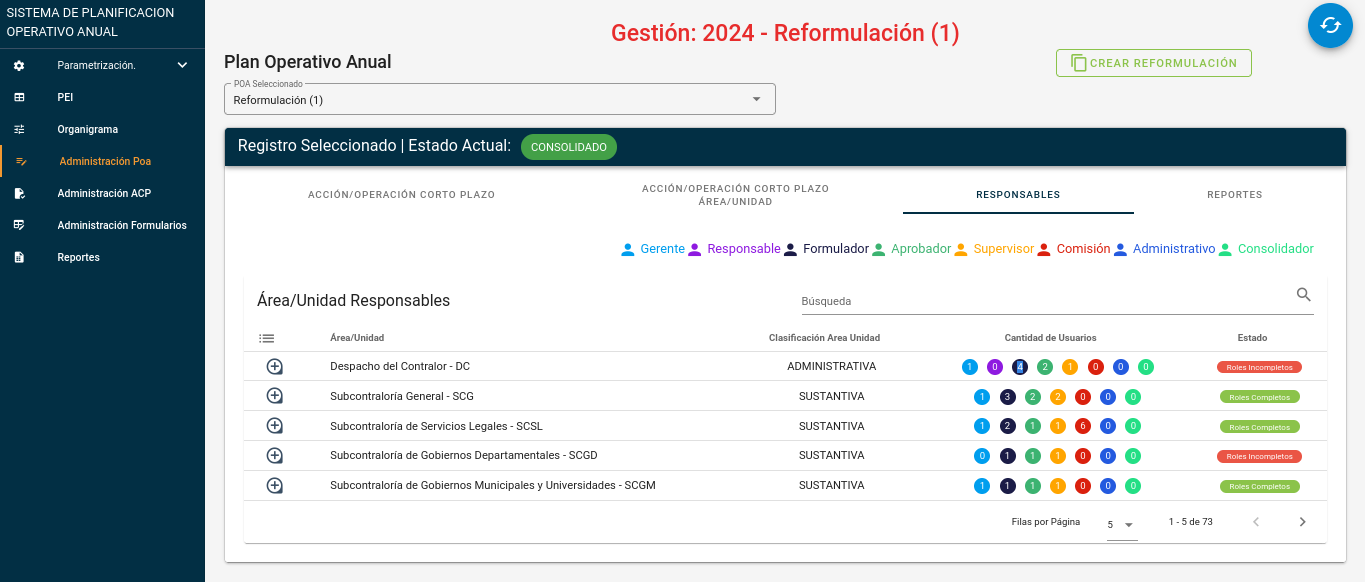 SISTEMA DE PLANIFICACION
OPERATIVO ANUAL
Parametrización.
PEI
Organigrama
Administración Poa
Administración ACP
Administración Formularios
Reportes
Gestión: 2024 - Reformulación (1)
Plan Operativo Anual
CREAR REFORMULACIÓN
POA Seleccionado
Reformulación (1)
Registro Seleccionado | Estado Actual: CONSOLIDADO
ACCIÓN/OPERACIÓN CORTO PLAZO
ACCIÓN/OPERACIÓN CORTO PLAZO
ÁREA/UNIDAD
RESPONSABLES
REPORTES
Gerente Responsable Formulador Aprobador Supervisor Comisión Administrativo Consolidador
Área/Unidad Responsables
Búsqueda
Área/Unidad Clasificación Area Unidad Cantidad de Usuarios Estado
Despacho del Contralor - DC ADMINISTRATIVA 1 0 4 2 1 0 0 0 Roles Incompletos
Subcontraloría General - SCG SUSTANTIVA 1 3 2 2 0 0 0 Roles Completos
Subcontraloría de Servicios Legales - SCSL SUSTANTIVA 1 2 1 1 6 0 0 Roles Completos
Subcontraloría de Gobiernos Departamentales - SCGD SUSTANTIVA 0 1 1 1 0 0 0 Roles Incompletos
Subcontraloría de Gobiernos Municipales y Universidades - SCGM SUSTANTIVA 1 1 1 1 0 0 0 Roles Completos
Filas por Página 5 1 - 5 de 73